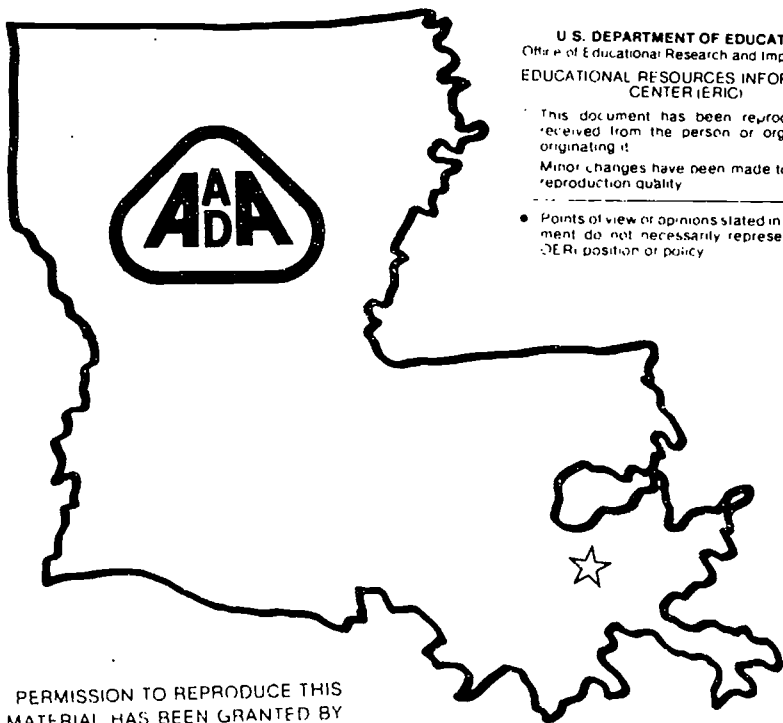 U S. DEPARTMENT OF EDUCAT
Office of Educational Research and Imp
EDUCATIONAL RESOURCES INFOR
CENTER (ERIC)
This document has been reprod
received from the person or org
originating it
Minor changes have been made to
reproduction quality
• Points of view or opinions stated in
ment do not necessarily represe
OERI position or policy
A A A
D
PERMISSION TO REPRODUCE THIS
MATERIAL HAS BEEN GRANTED BY